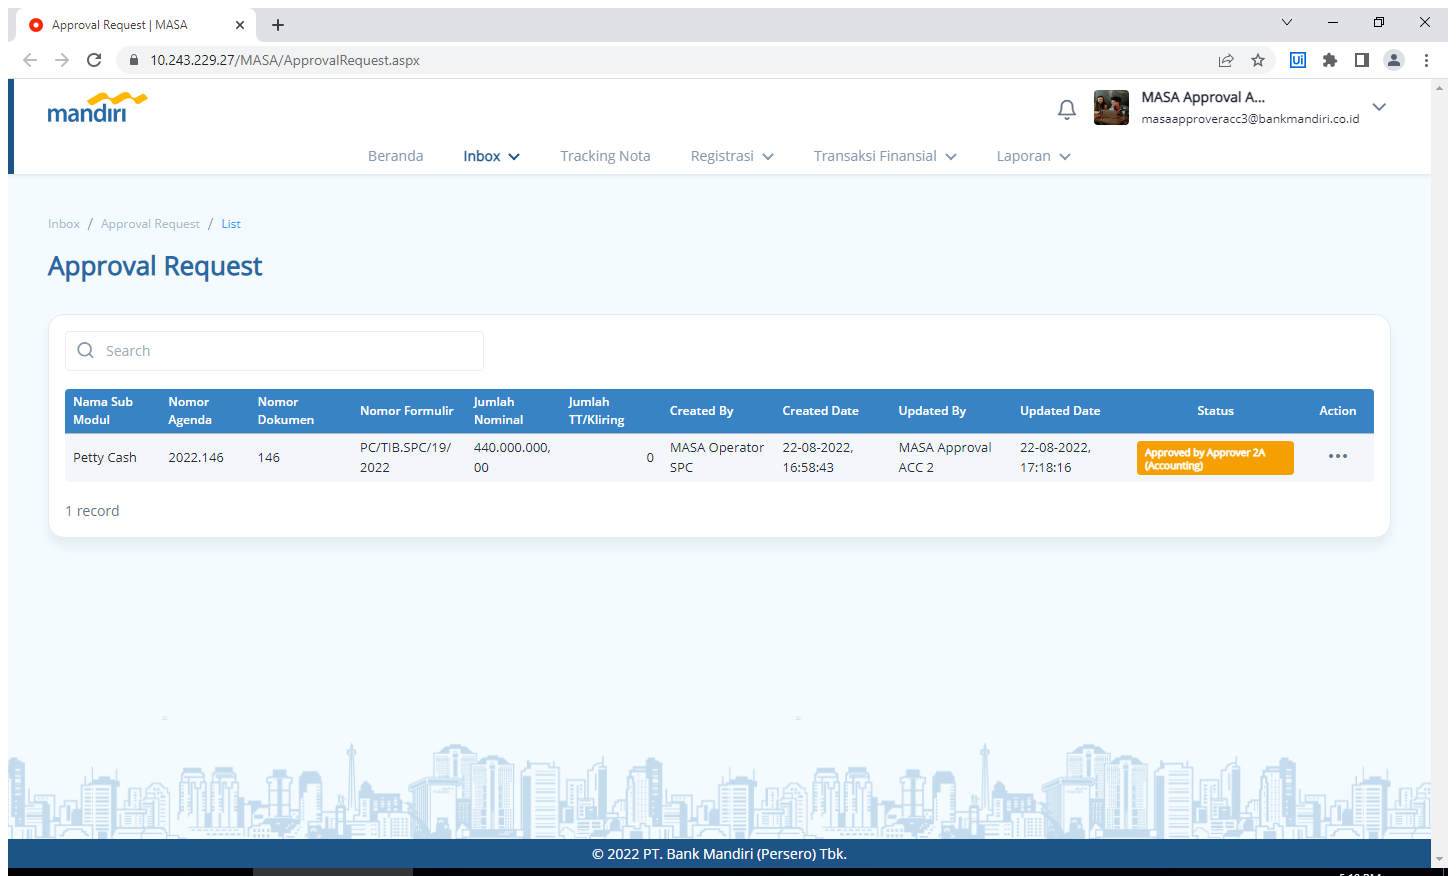 Approval Request | MASA
10.243.229.27/MASA/ApprovalRequest.aspx
Ui
mandiri
MASA Approval A...
masaapproveracc3@bankmandiri.co.id
Beranda
Inbox
Tracking Nota
Registrasi
Transaksi Finansial
Laporan
Inbox / Approval Request / List
Approval Request
Search
Nama Sub Modul
Nomor Agenda
Nomor Dokumen
Nomor Formulir
Jumlah Nominal
Jumlah TT/Kliring
Created By
Created Date
Updated By
Updated Date
Status
Action
Petty Cash
2022.146
146
PC/TIB.SPC/19/
2022
440.000.000,
00
0
MASA Operator
SPC
22-08-2022,
16:58:43
MASA Approval
ACC 2
22-08-2022,
17:18:16
Approved by Approver 2A
(Accounting)
1 record
© 2022 PT. Bank Mandiri (Persero) Tbk.